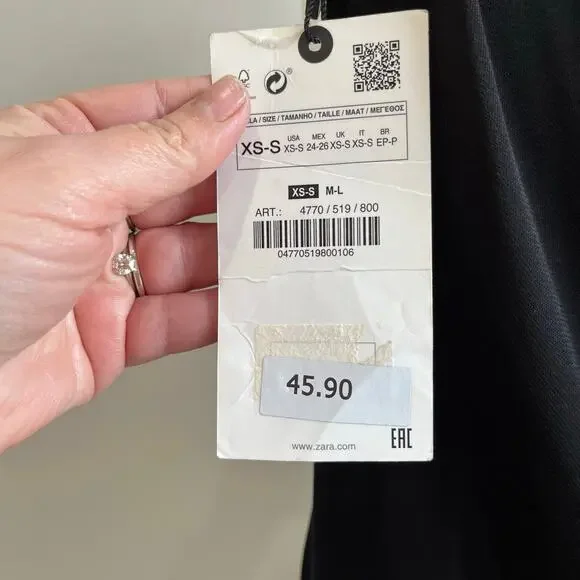 LLA / SIZE / TAMANHO / TAILLE / MAAT / ΜΕΓΕΘΟΣ
USA MEX UK IT BR
XS-S XS-S 24-26 XS-S XS-S EP-P
XS-S M-L
ART.: 4770 / 519 / 800
04770519800106
45.90
www.zara.com
EAC